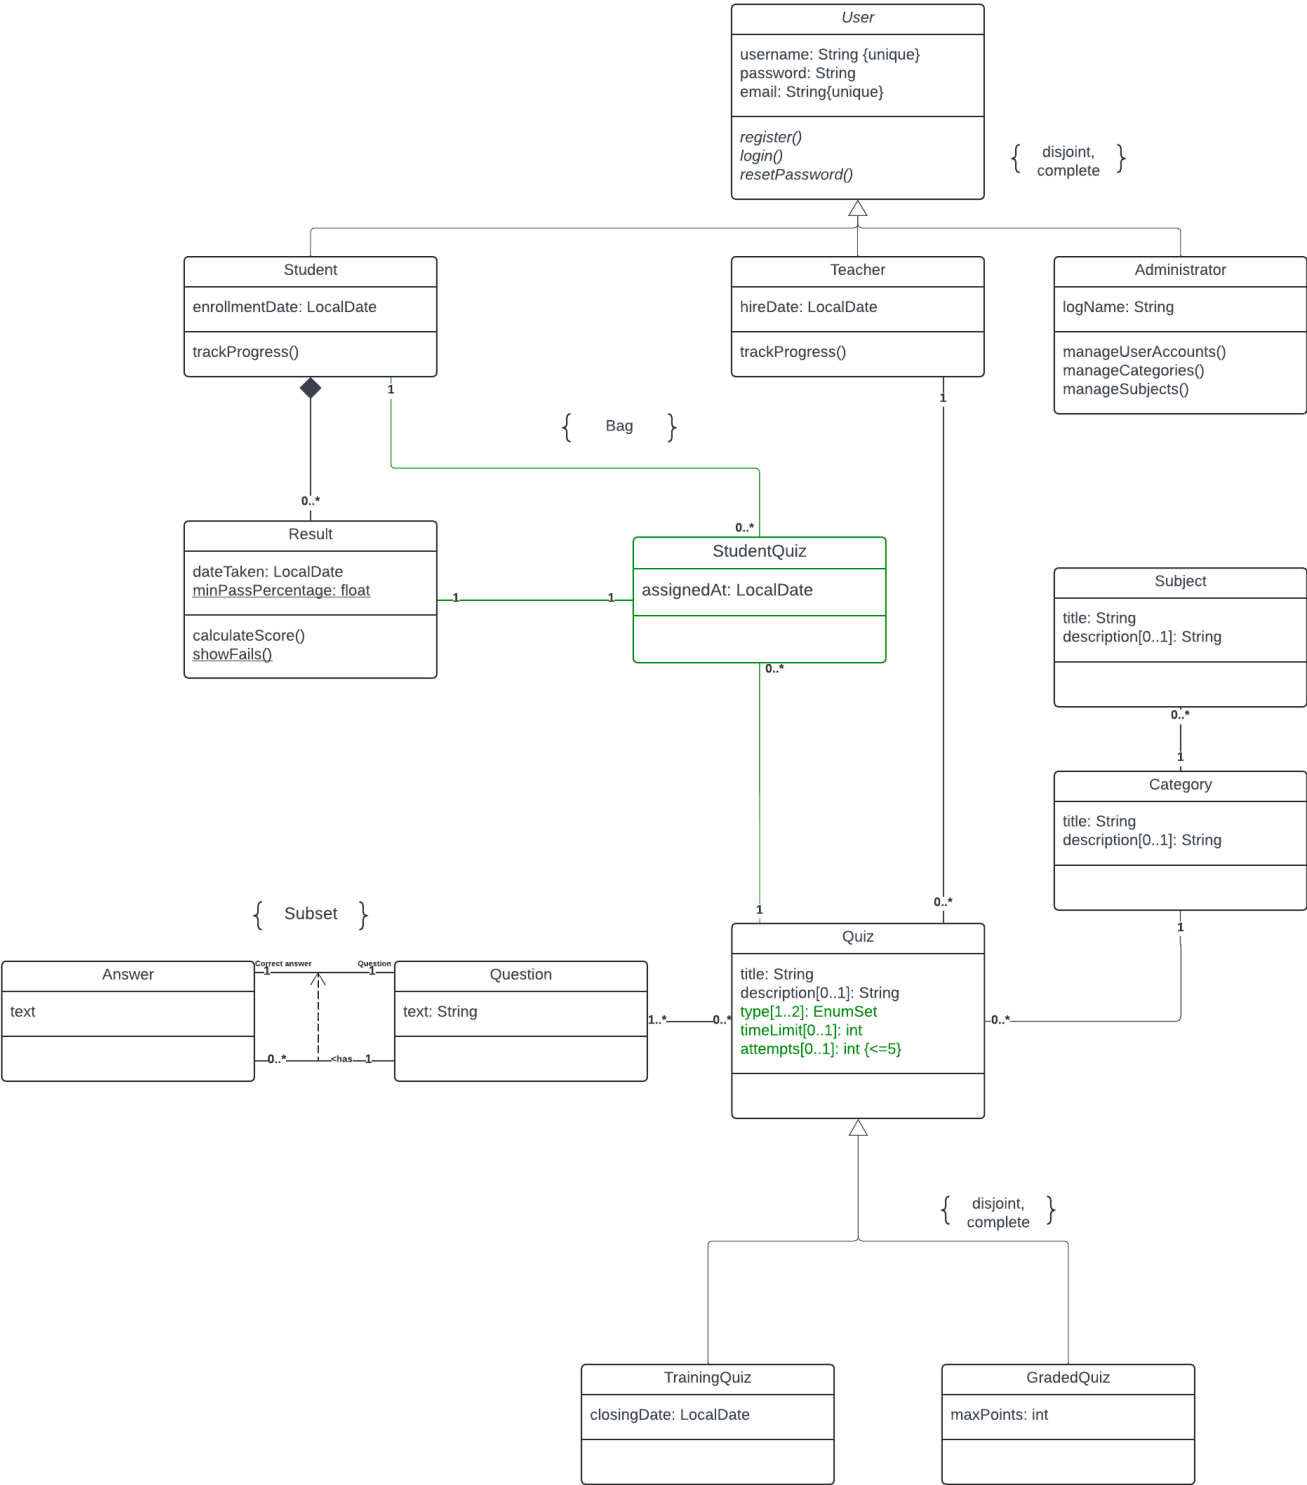 User
username: String {unique}
password: String
email: String{unique}
register()
login()
resetPassword()
{ disjoint, }
complete
Student
enrollmentDate: LocalDate
trackProgress()
Teacher
hireDate: LocalDate
trackProgress()
Administrator
logName: String
manageUserAccounts()
manageCategories()
manageSubjects()
1
1
{ Bag }
0..*
0..*
Result
dateTaken: LocalDate
minPassPercentage: float
calculateScore()
showFails()
1
1
StudentQuiz
assignedAt: LocalDate
0..*
Subject
title: String
description[0..1]: String
0..*
1
Category
title: String
description[0..1]: String
1
1
0..*
{ Subset }
Answer
text
Correct answer
1
Question
1
0..*
<has
1
Question
text: String
1..*
0..*
Quiz
title: String
description[0..1]: String
type[1..2]: EnumSet
timeLimit[0..1]: int
attempts[0..1]: int {<=5}
0..*
{ disjoint, }
complete
TrainingQuiz
closingDate: LocalDate
GradedQuiz
maxPoints: int